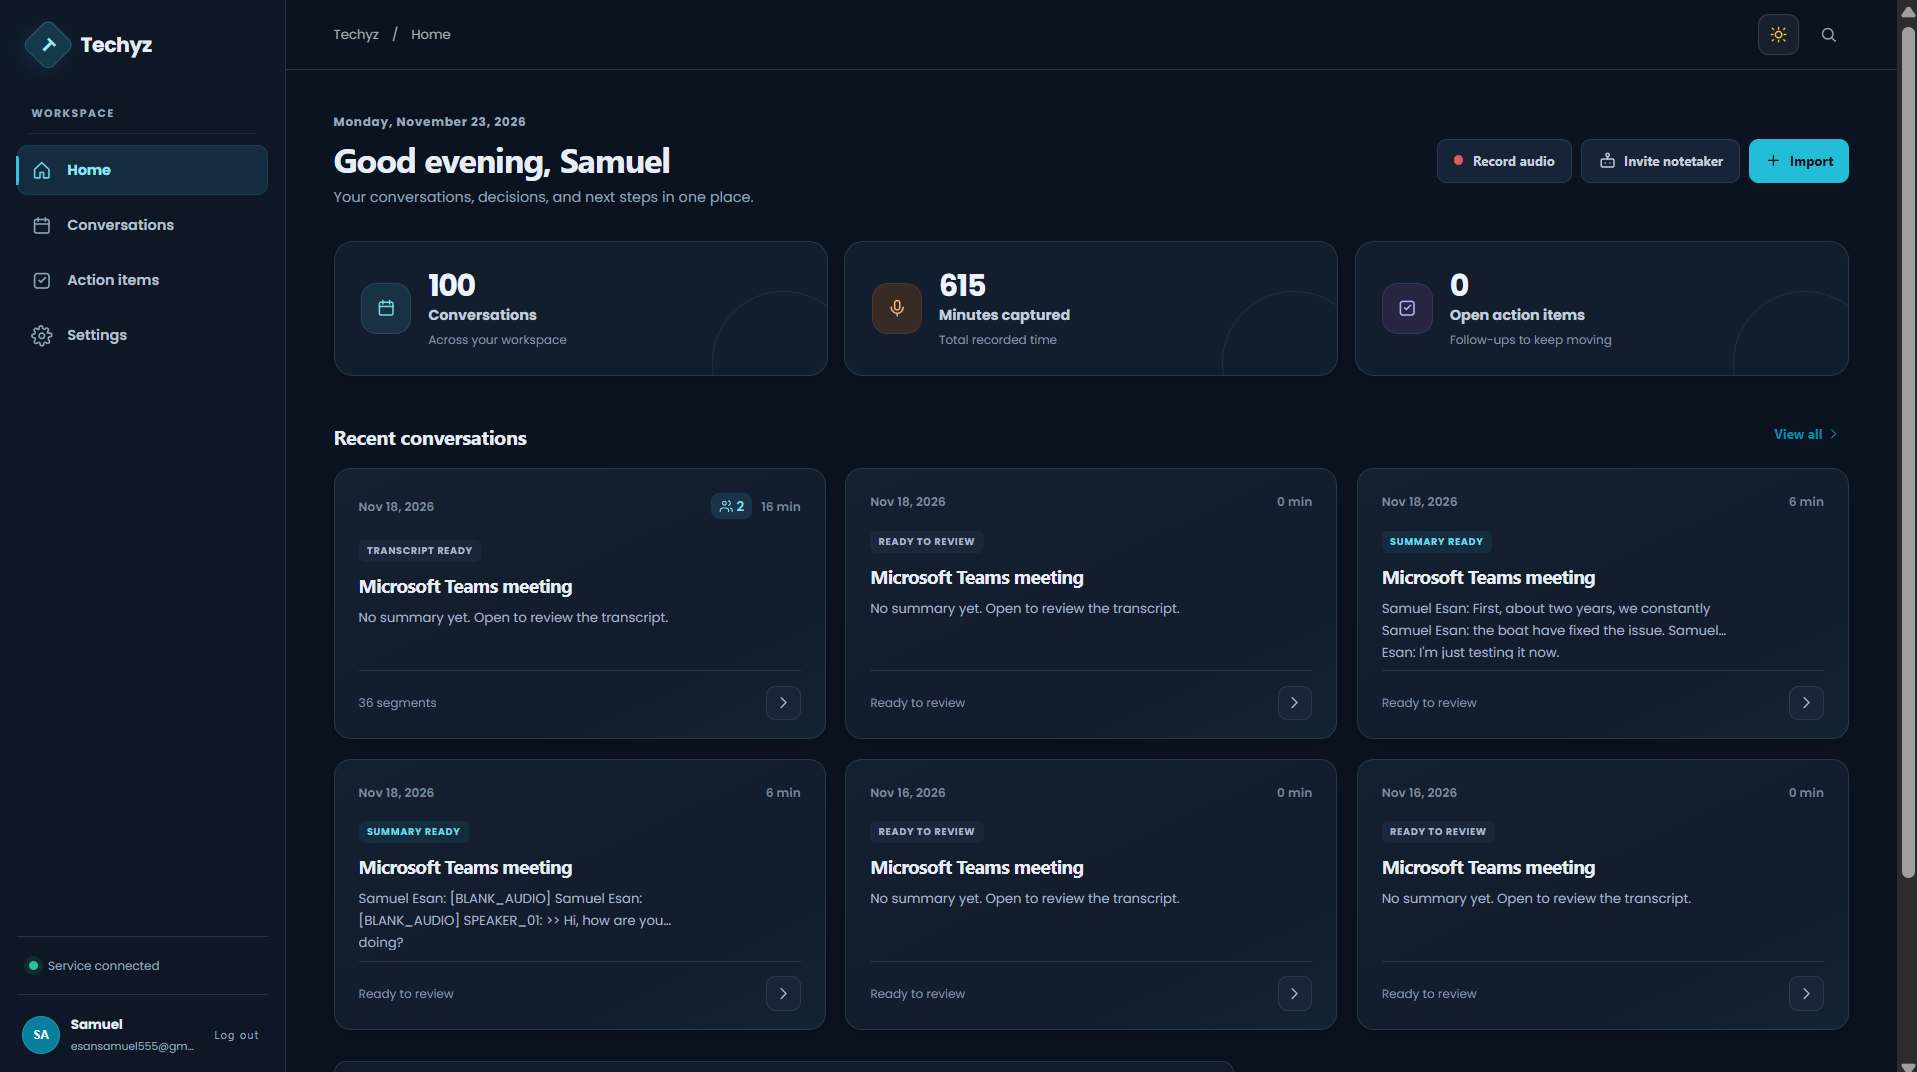 Techyz
WORKSPACE
Home
Conversations
Action items
Settings
Service connected
SA
Samuel
esansamuel555@gm...
Log out
Techyz / Home
Monday, November 23, 2026
Good evening, Samuel
Your conversations, decisions, and next steps in one place.
Record audio
Invite notetaker
+ Import
100
Conversations
Across your workspace
615
Minutes captured
Total recorded time
0
Open action items
Follow-ups to keep moving
Recent conversations
View all
Nov 18, 2026
2
16 min
TRANSCRIPT READY
Microsoft Teams meeting
No summary yet. Open to review the transcript.
36 segments
Nov 18, 2026
0 min
READY TO REVIEW
Microsoft Teams meeting
No summary yet. Open to review the transcript.
Ready to review
Nov 18, 2026
6 min
SUMMARY READY
Microsoft Teams meeting
Samuel Esan: First, about two years, we constantly
Samuel Esan: the boat have fixed the issue. Samuel...
Esan: I'm just testing it now.
Ready to review
Nov 18, 2026
6 min
SUMMARY READY
Microsoft Teams meeting
Samuel Esan: [BLANK_AUDIO] Samuel Esan:
[BLANK_AUDIO] SPEAKER_01: >> Hi, how are you...
doing?
Ready to review
Nov 16, 2026
0 min
READY TO REVIEW
Microsoft Teams meeting
No summary yet. Open to review the transcript.
Ready to review
Nov 16, 2026
0 min
READY TO REVIEW
Microsoft Teams meeting
No summary yet. Open to review the transcript.
Ready to review